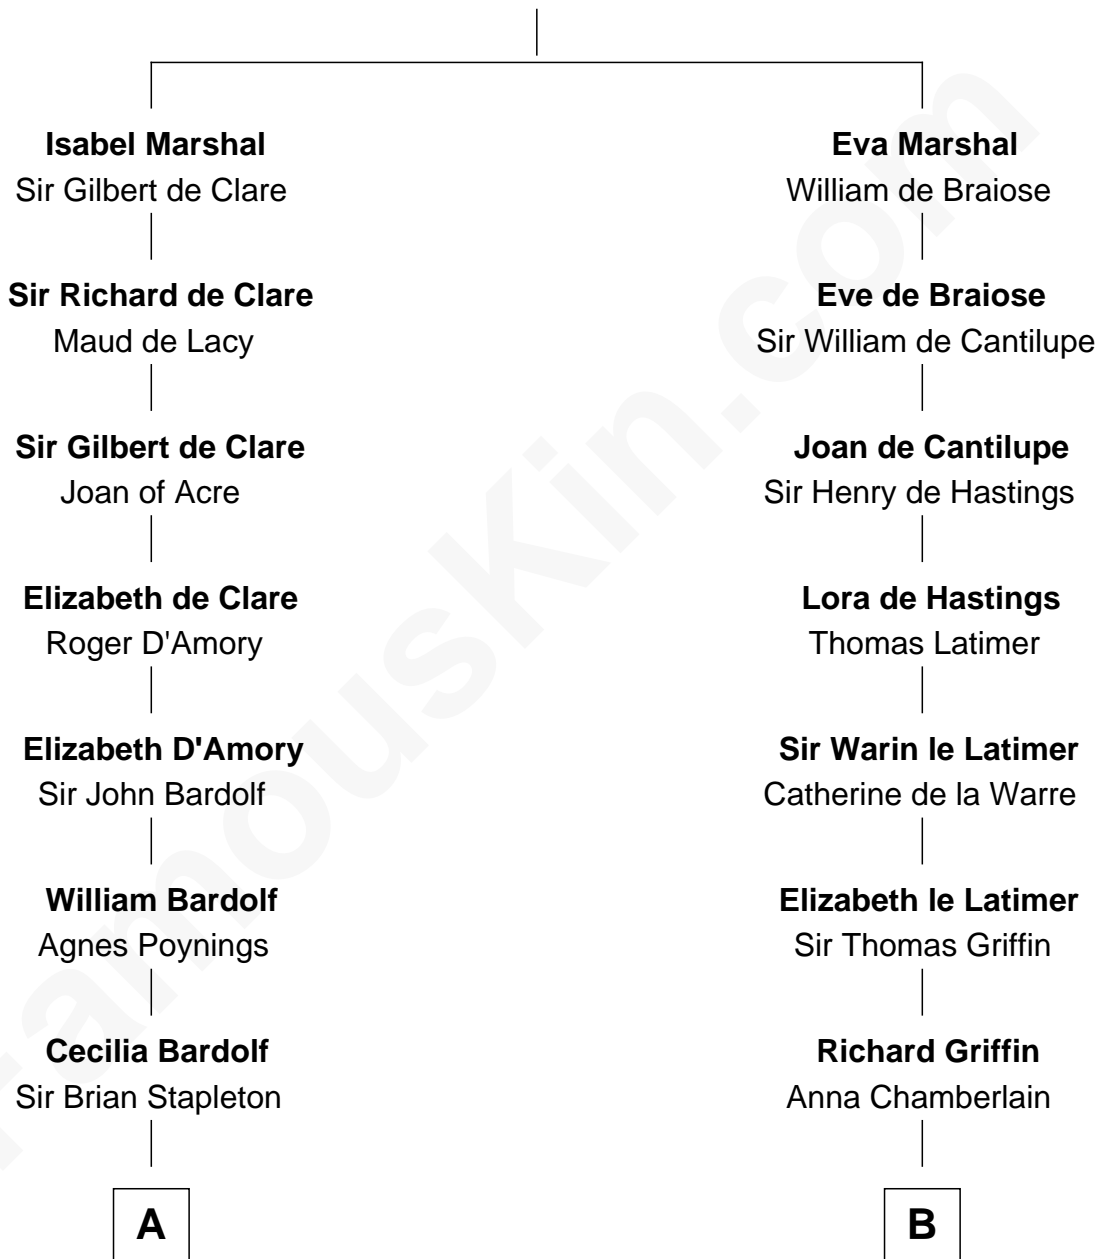 Isabel Marshal
Sir Gilbert de Clare
Sir Richard de Clare
Maud de Lacy
Sir Gilbert de Clare
Joan of Acre
Elizabeth de Clare
Roger D'Amory
Elizabeth D'Amory
Sir John Bardolf
William Bardolf
Agnes Poynings
Cecilia Bardolf
Sir Brian Stapleton
A
Eva Marshal
William de Braiose
Eve de Braiose
Sir William de Cantilupe
Joan de Cantilupe
Sir Henry de Hastings
Lora de Hastings
Thomas Latimer
Sir Warin le Latimer
Catherine de la Warre
Elizabeth le Latimer
Sir Thomas Griffin
Richard Griffin
Anna Chamberlain
B
FamousKin.com